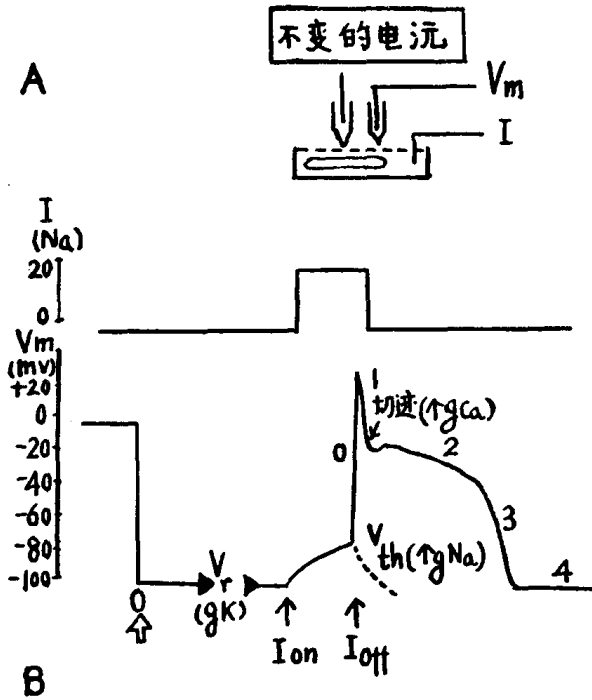 不变的电沅
A
Vm
I
I
(Na)
20
0
Vm
(mv)
+20
0
-20
-40
-60
-80
-100
1
切迹(↑gCa)
0
2
3
4
Vth(↑gNa)
Vr
(gK)
0
Ion
Ioff
B